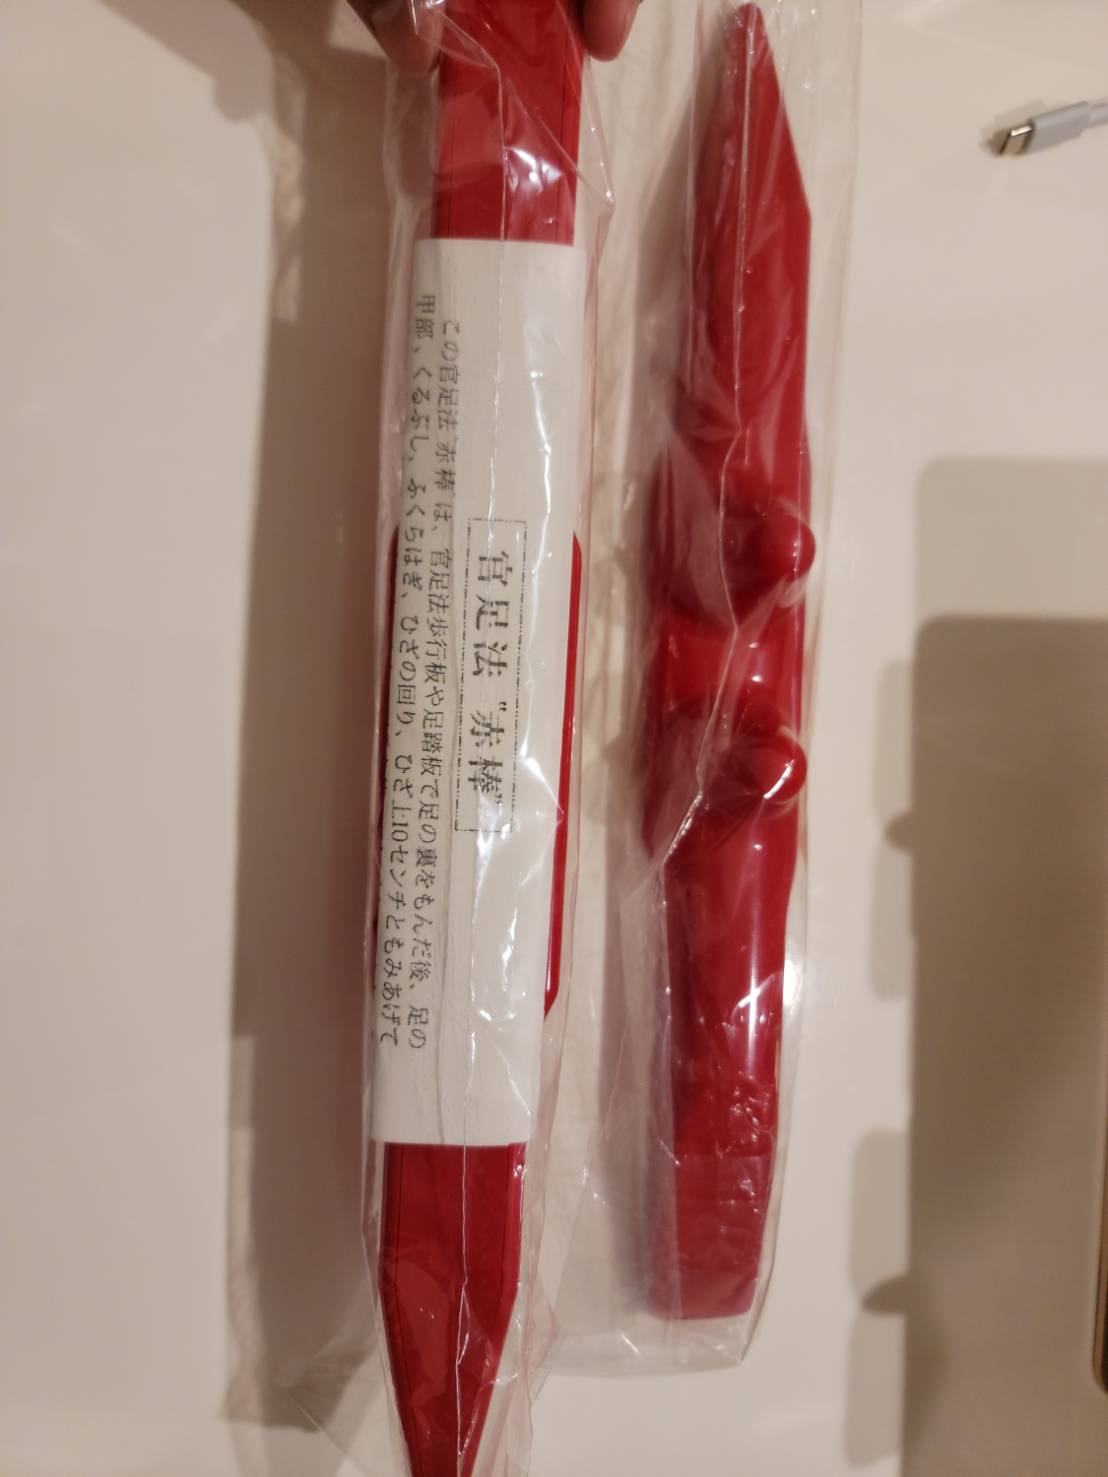 官足法 “赤棒”
この官足法“赤棒”は、官足法歩行板や足踏板で足の裏をもんだ後、足の
甲部、くるぶし、ふくらはぎ、ひざの回り、ひざ上10センチともみあげて